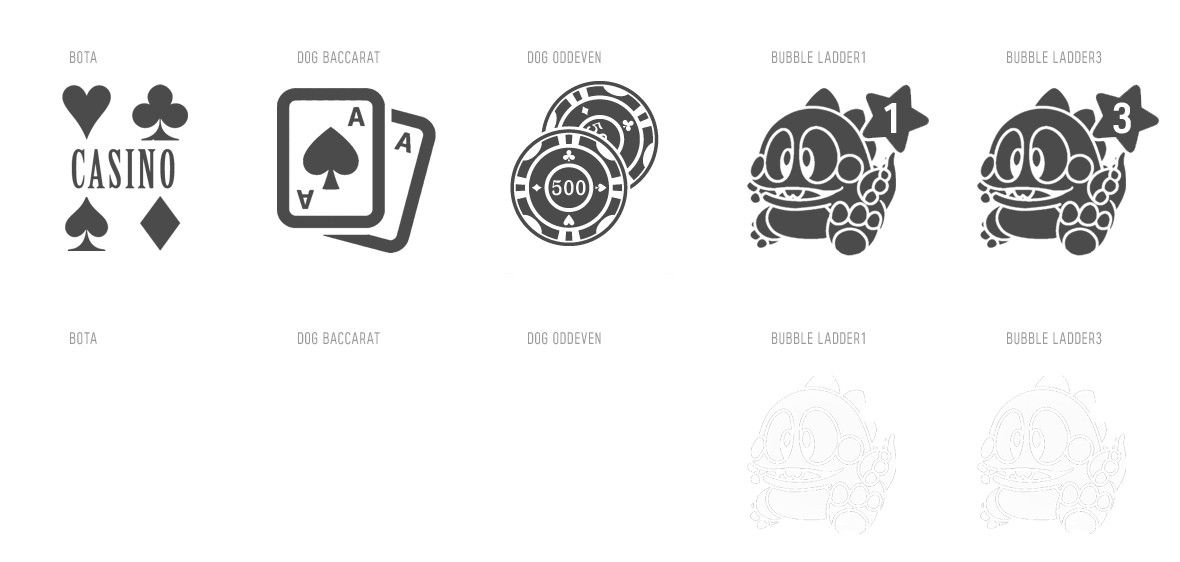 BOTA
DOG BACCARAT
DOG ODDEVEN
BUBBLE LADDER1
BUBBLE LADDER3
CASINO
A
A
A
500
1
3
BOTA
DOG BACCARAT
DOG ODDEVEN
BUBBLE LADDER1
BUBBLE LADDER3